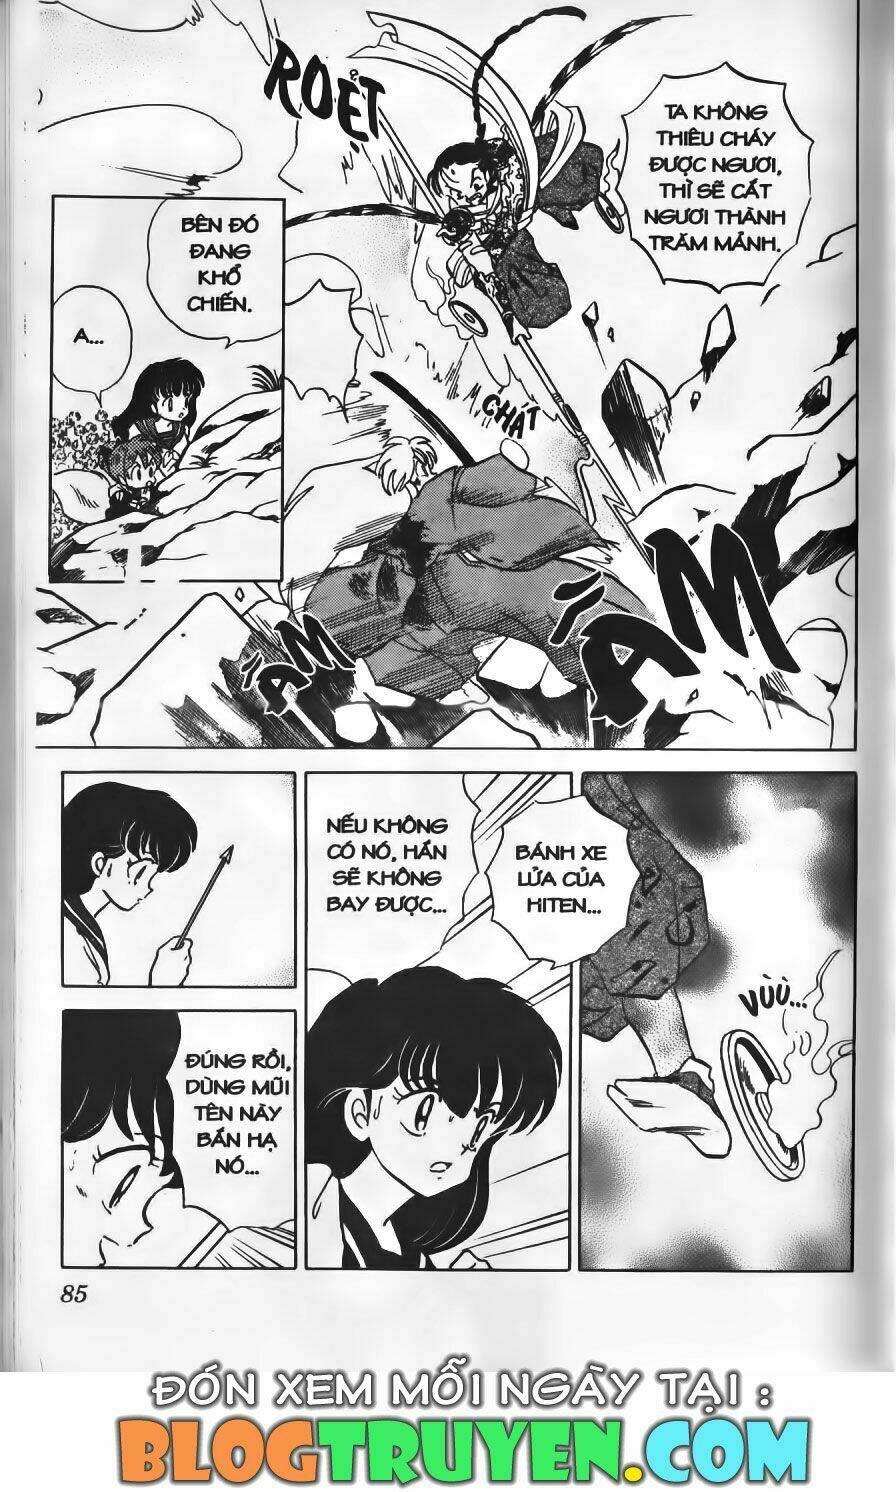 ROẸT
TA KHÔNG
THIÊU CHÁY
ĐƯỢC NGƯƠI,
THÌ SẼ CẮT
NGƯƠI THÀNH
TRĂM MẢNH.
BÊN ĐÓ
ĐANG
KHỔ
CHIẾN.
A...
CHÁT
ẦM
ẦM
BÁNH XE
LỬA CỦA
HITEN...
NẾU KHÔNG
CÓ NÓ, HẮN
SẼ KHÔNG
BAY ĐƯỢC...
VÙÙ...
ĐÚNG RỒI,
DÙNG MŨI
TÊN NÀY
BẮN HẠ
NÓ...
85
ĐÓN XEM MỖI NGÀY TẠI :
BLOGTRUYEN.COM